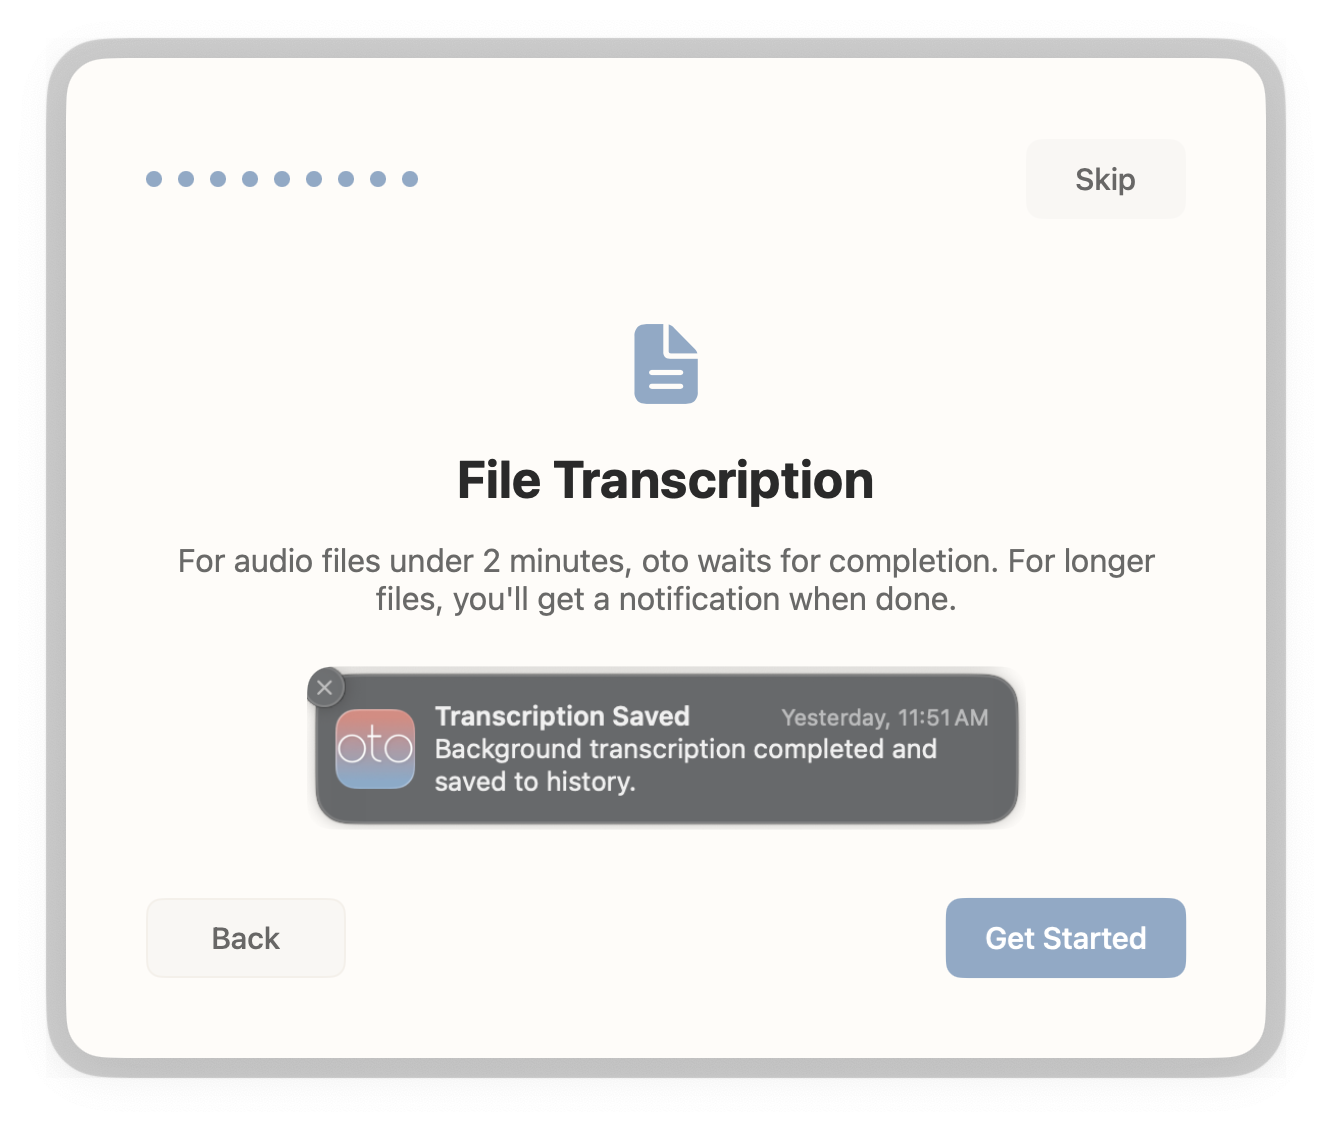 Skip
File Transcription
For audio files under 2 minutes, oto waits for completion. For longer
files, you'll get a notification when done.
oto
Transcription Saved
Yesterday, 11:51 AM
Background transcription completed and
saved to history.
Back
Get Started